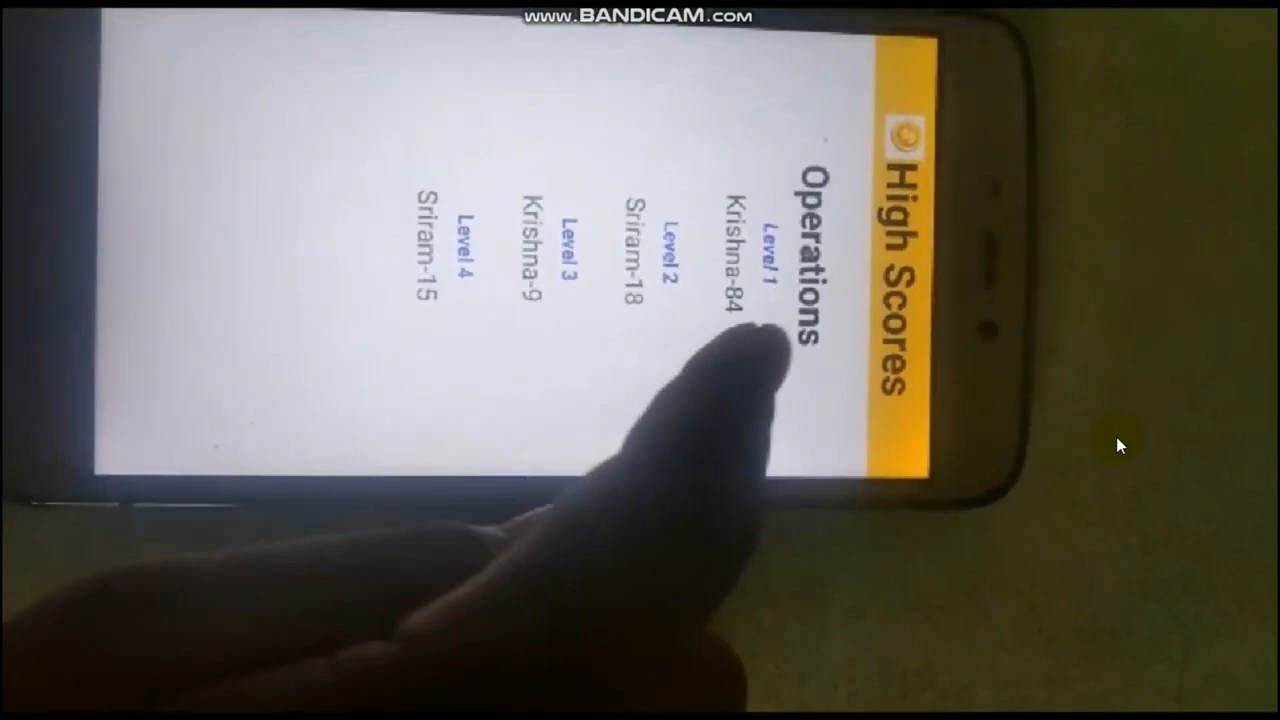 www.BANDICAM.com
High Scores
Operations
Level 1
Krishna-84
Level 2
Sriram-18
Level 3
Krishna-9
Level 4
Sriram-15